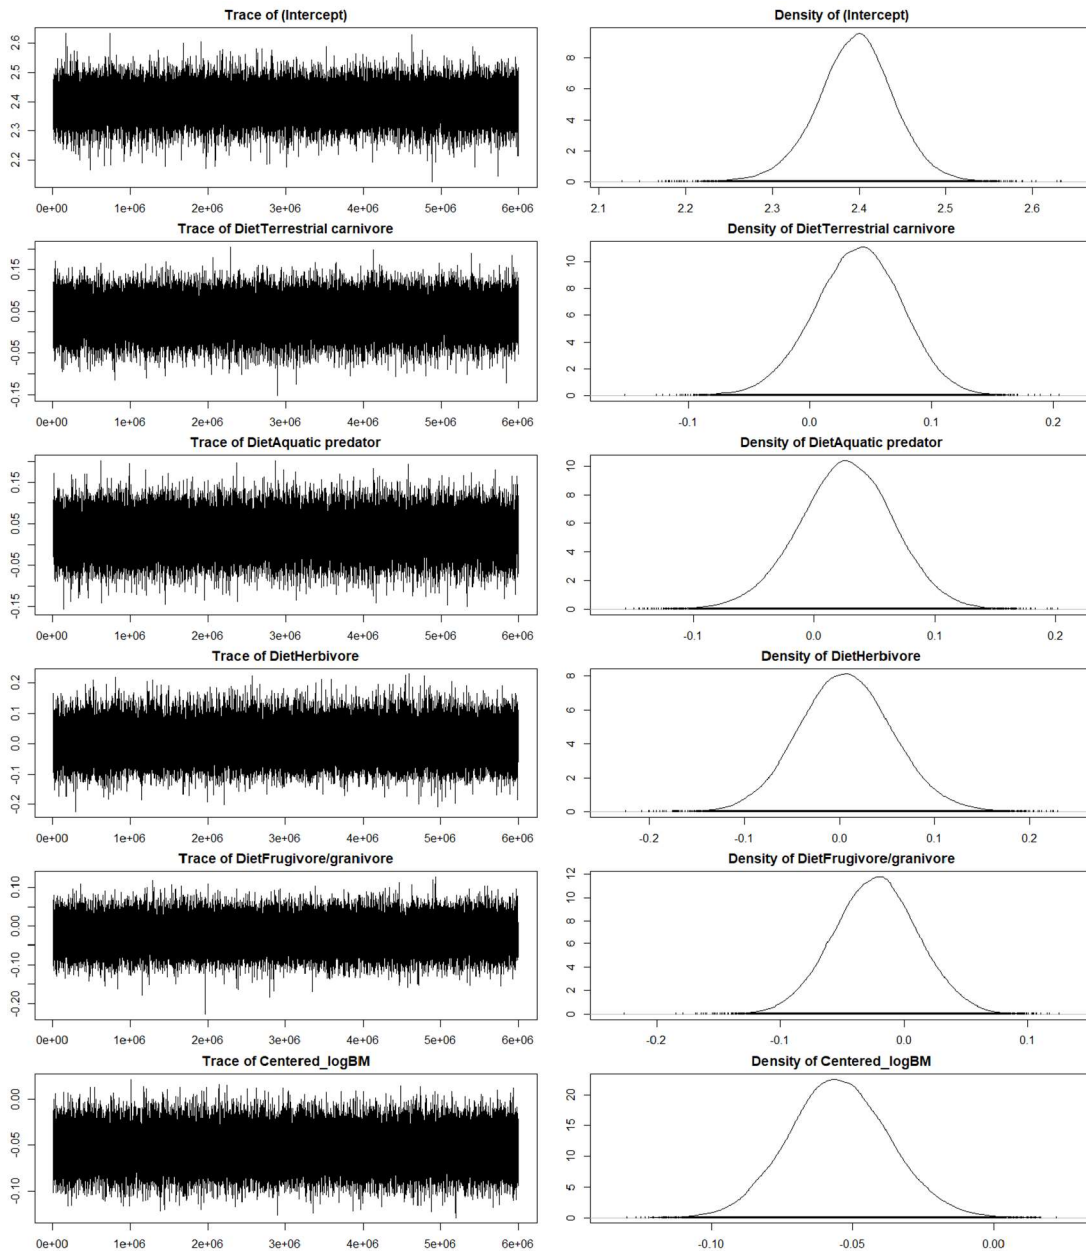 Trace of (Intercept)
2.2 2.3 2.4 2.5 2.6
0e+00 1e+06 2e+06 3e+06 4e+06 5e+06 6e+06
Density of (Intercept)
0 2 4 6 8
2.1 2.2 2.3 2.4 2.5 2.6
Trace of DietTerrestrial carnivore
-0.15 -0.05 0.05 0.15
0e+00 1e+06 2e+06 3e+06 4e+06 5e+06 6e+06
Density of DietTerrestrial carnivore
0 2 4 6 8 10
-0.1 0.0 0.1 0.2
Trace of DietAquatic predator
-0.15 -0.05 0.05 0.15
0e+00 1e+06 2e+06 3e+06 4e+06 5e+06 6e+06
Density of DietAquatic predator
0 2 4 6 8 10
-0.1 0.0 0.1 0.2
Trace of DietHerbivore
-0.2 -0.1 0.0 0.1 0.2
0e+00 1e+06 2e+06 3e+06 4e+06 5e+06 6e+06
Density of DietHerbivore
0 2 4 6 8
-0.2 -0.1 0.0 0.1 0.2
Trace of DietFrugivore/granivore
-0.20 -0.10 0.00 0.10
0e+00 1e+06 2e+06 3e+06 4e+06 5e+06 6e+06
Density of DietFrugivore/granivore
0 2 4 6 8 10 12
-0.2 -0.1 0.0 0.1
Trace of Centered_logBM
-0.10 -0.05 0.00
0e+00 1e+06 2e+06 3e+06 4e+06 5e+06 6e+06
Density of Centered_logBM
0 5 10 15 20
-0.10 -0.05 0.00